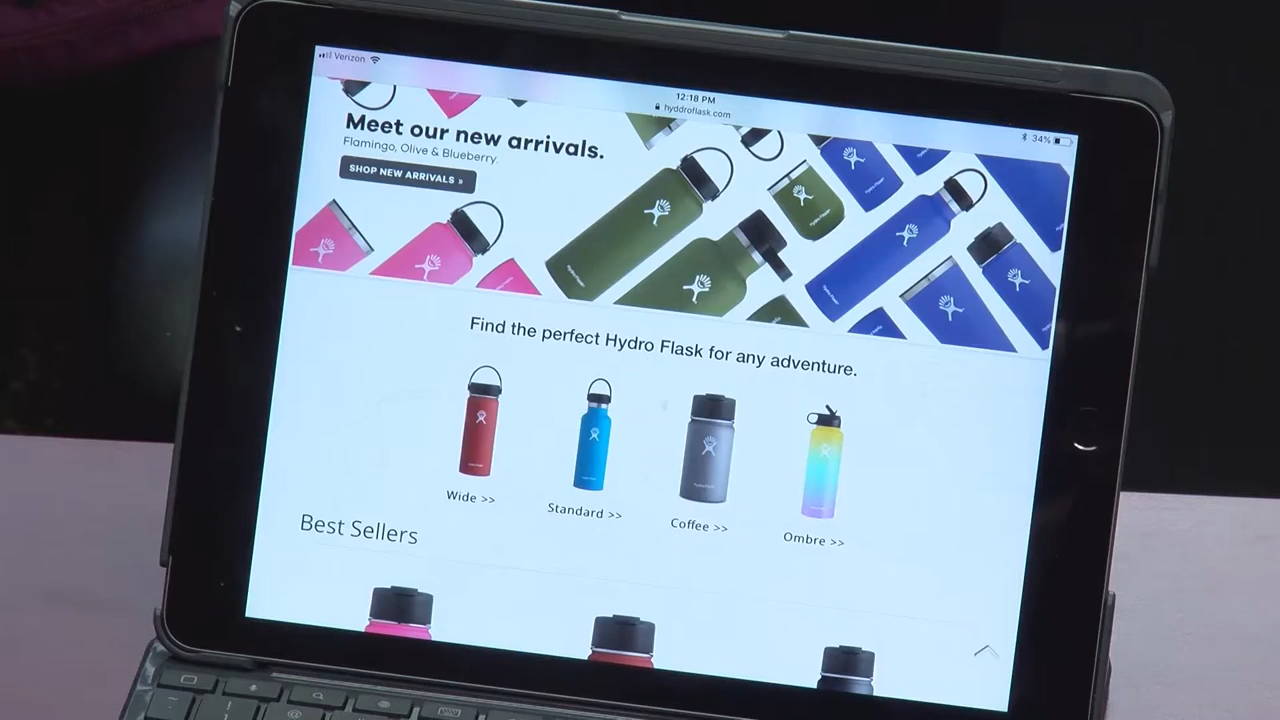 Verizon
12:18 PM
hyddroflask.com
34%
Meet our new arrivals.
Flamingo, Olive & Blueberry.
SHOP NEW ARRIVALS »
Find the perfect Hydro Flask for any adventure.
Wide >>
Standard >>
Coffee >>
Ombre >>
Best Sellers